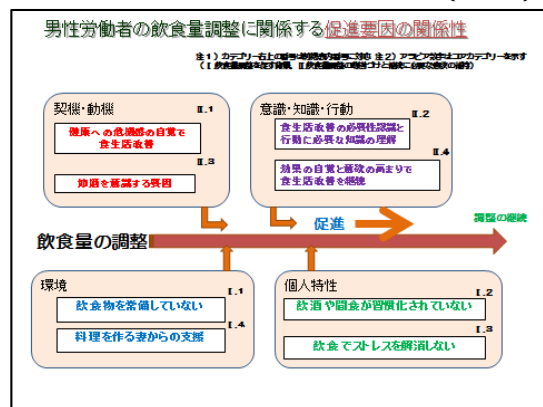 男性労働者の飲食量調整に関係する促進要因の関係性
契機・動機
Ⅱ.1
健康への危機感の自覚で
食生活改善
Ⅱ.3
意識・知識・行動
Ⅱ.2
食生活改善の必要性認識と
行動に必要な知識の理解
Ⅱ.4
効果の自覚と意欲の高まりで
食生活改善を継続
促進
調整の継続
飲食量の調整
環境
Ⅰ.1
飲食物を常備していない
Ⅰ.4
料理を作る妻からの支援
個人特性
Ⅰ.2
飲酒や間食が習慣化されていない
Ⅰ.3
飲食でストレスを解消しない